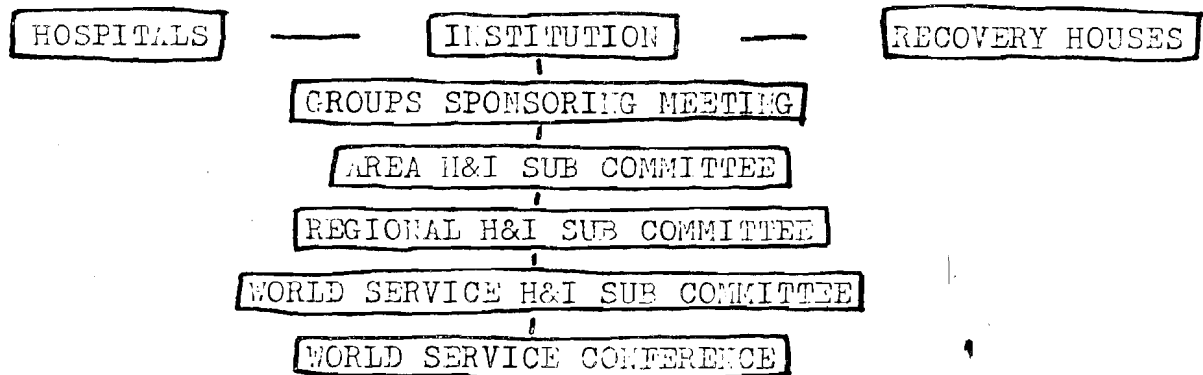 HOSPITALS INSTITUTION RECOVERY HOUSES
GROUPS SPONSORING MEETING
AREA H&I SUB COMMITTEE
REGIONAL H&I SUB COMMITTEE
WORLD SERVICE H&I SUB COMMITTEE
WORLD SERVICE CONFERENCE